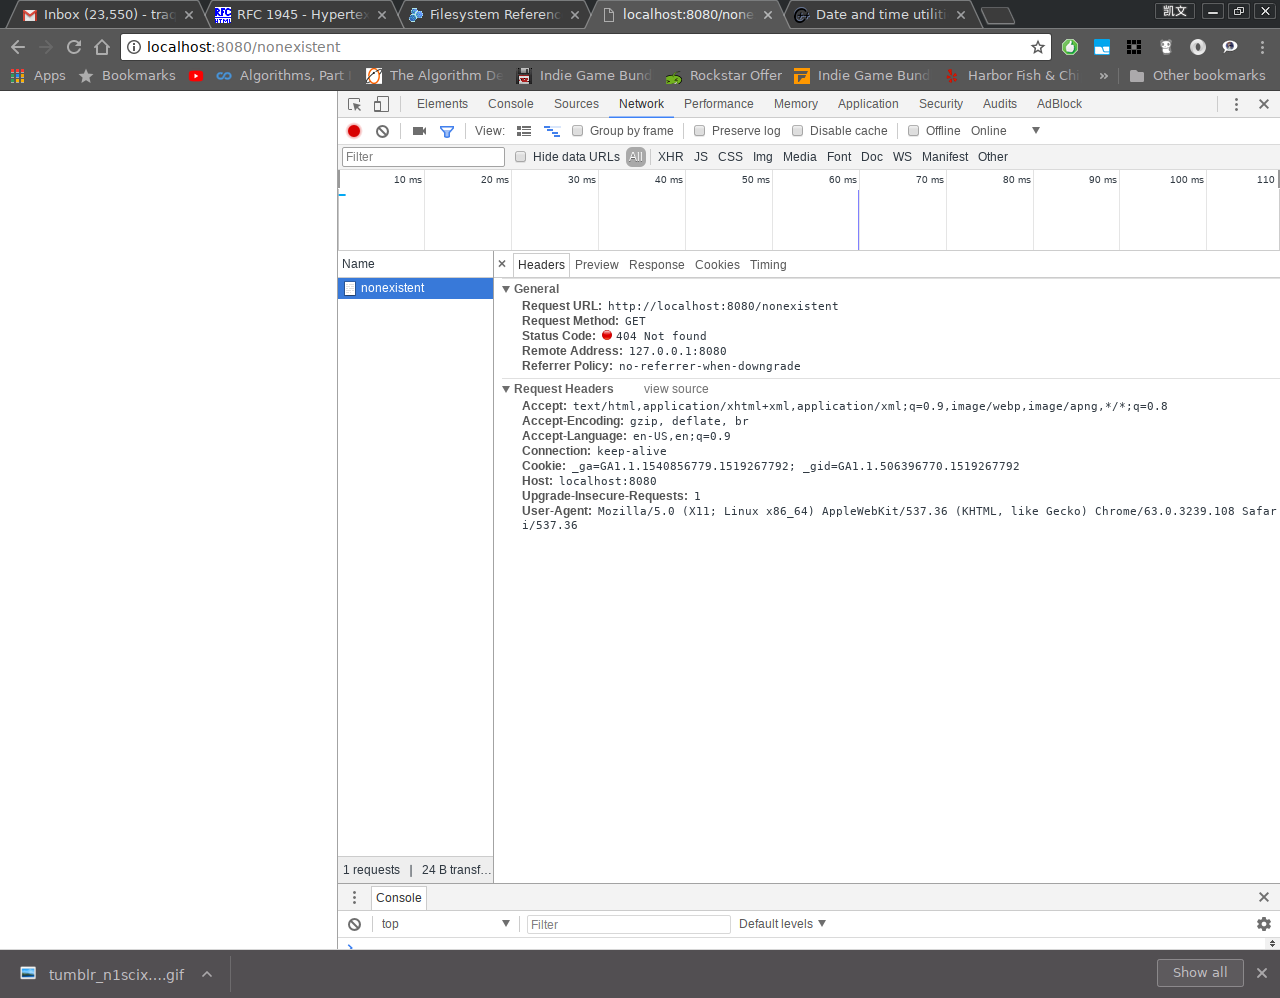 Inbox (23,550) - traq
RFC 1945 - Hypertex
Filesystem Referenc
localhost:8080/none
Date and time utiliti
凯文
localhost:8080/nonexistent
Apps
Bookmarks
Algorithms, Part
The Algorithm De
Indie Game Bund
Rockstar Offer
Indie Game Bund
Harbor Fish & Ch
»
Other bookmarks
Elements Console Sources Network Performance Memory Application Security Audits AdBlock
View: Group by frame Preserve log Disable cache Offline Online
Filter Hide data URLs All XHR JS CSS Img Media Font Doc WS Manifest Other
10 ms 20 ms 30 ms 40 ms 50 ms 60 ms 70 ms 80 ms 90 ms 100 ms 110
Name
nonexistent
Headers Preview Response Cookies Timing
General
Request URL: http://localhost:8080/nonexistent
Request Method: GET
Status Code: 404 Not found
Remote Address: 127.0.0.1:8080
Referrer Policy: no-referrer-when-downgrade
Request Headers view source
Accept: text/html,application/xhtml+xml,application/xml;q=0.9,image/webp,image/apng,*/*;q=0.8
Accept-Encoding: gzip, deflate, br
Accept-Language: en-US,en;q=0.9
Connection: keep-alive
Cookie: _ga=GA1.1.1540856779.1519267792; _gid=GA1.1.506396770.1519267792
Host: localhost:8080
Upgrade-Insecure-Requests: 1
User-Agent: Mozilla/5.0 (X11; Linux x86_64) AppleWebKit/537.36 (KHTML, like Gecko) Chrome/63.0.3239.108 Safar
i/537.36
1 requests | 24 B transf…
Console
top Filter Default levels
tumblr_n1scix....gif
Show all